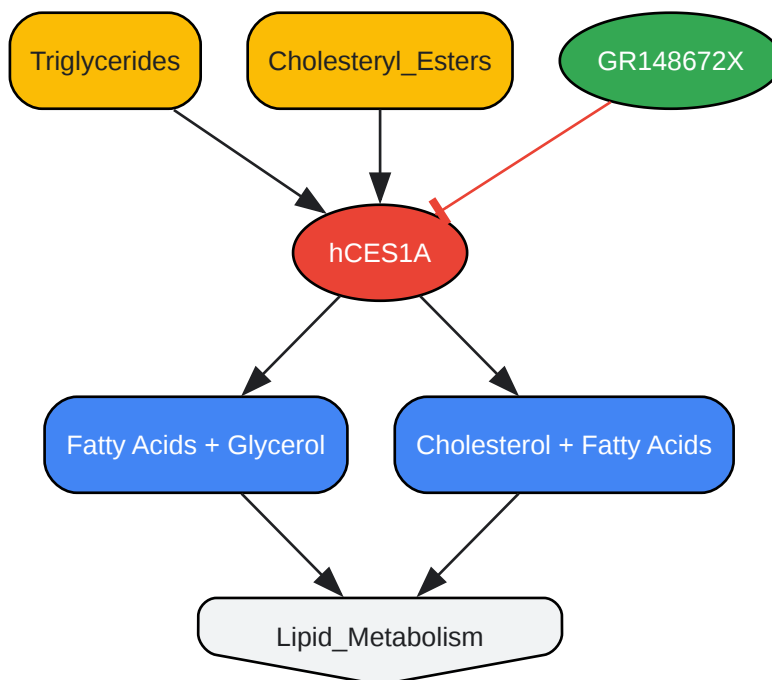 Triglycerides
Cholesteryl_Esters
GR148672X
hCES1A
Fatty Acids + Glycerol
Cholesterol + Fatty Acids
Lipid_Metabolism